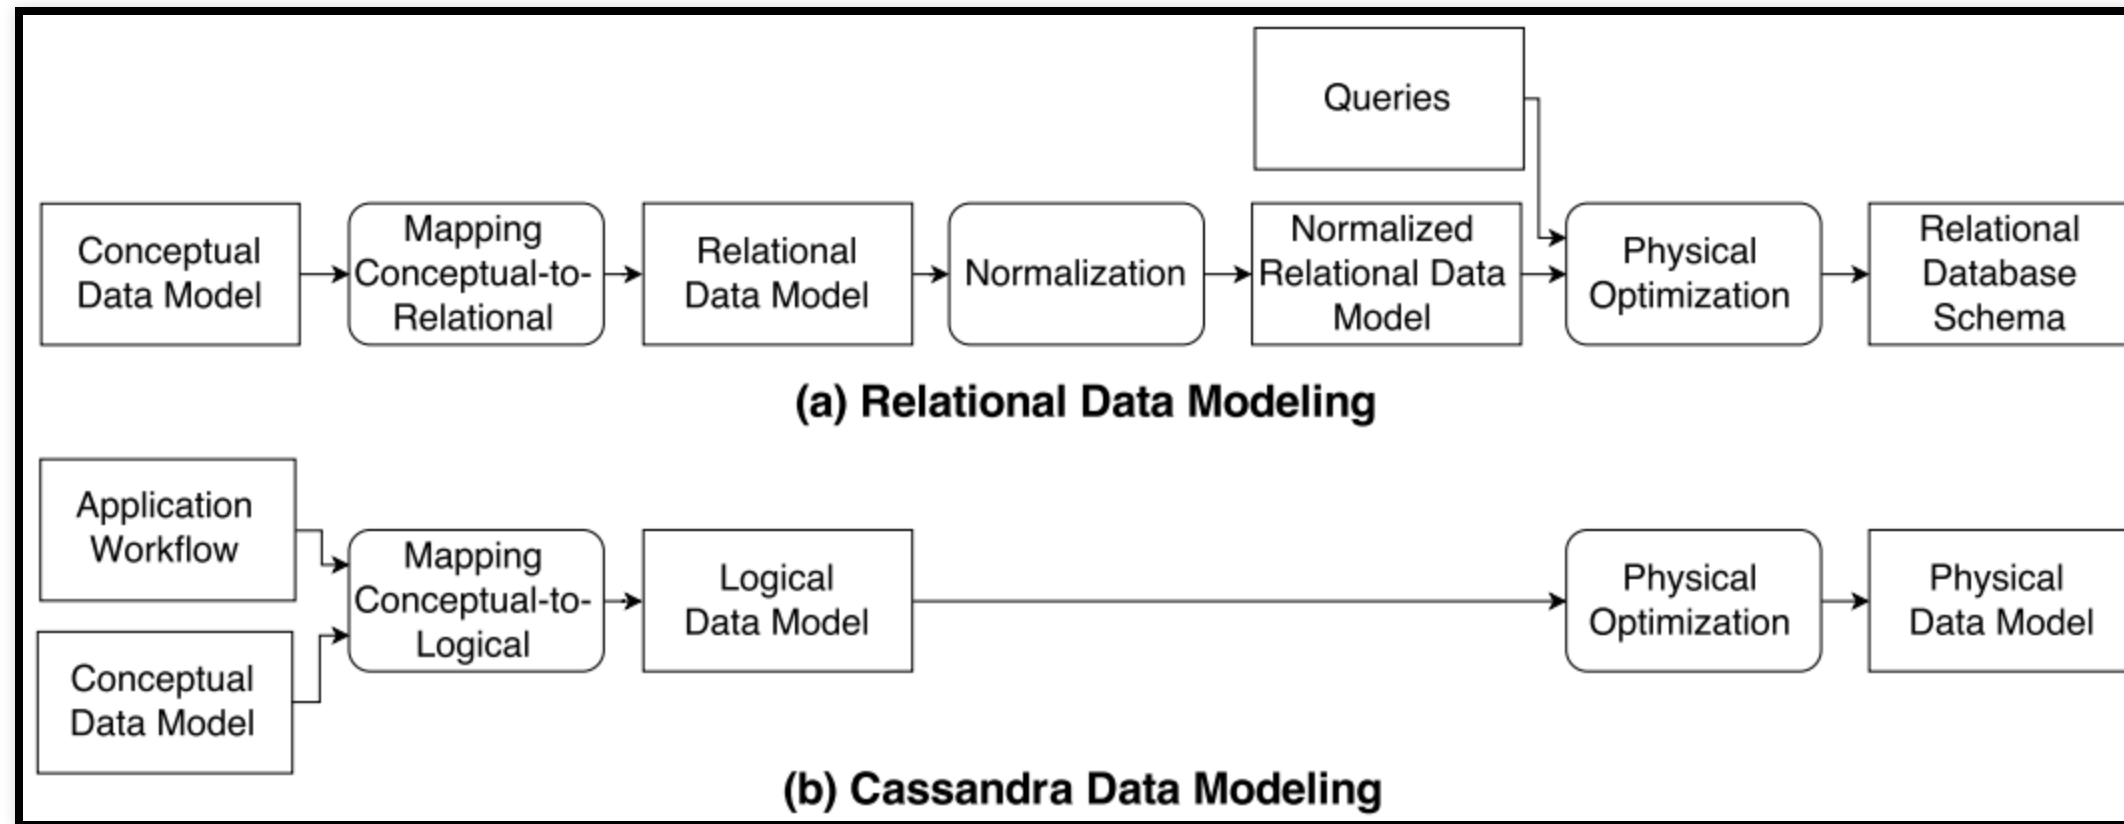 Queries
Conceptual
Data Model
Mapping
Conceptual-to-
Relational
Relational
Data Model
Normalization
Normalized
Relational Data
Model
Physical
Optimization
Relational
Database
Schema
(a) Relational Data Modeling
Application
Workflow
Conceptual
Data Model
Mapping
Conceptual-to-
Logical
Logical
Data Model
Physical
Optimization
Physical
Data Model
(b) Cassandra Data Modeling